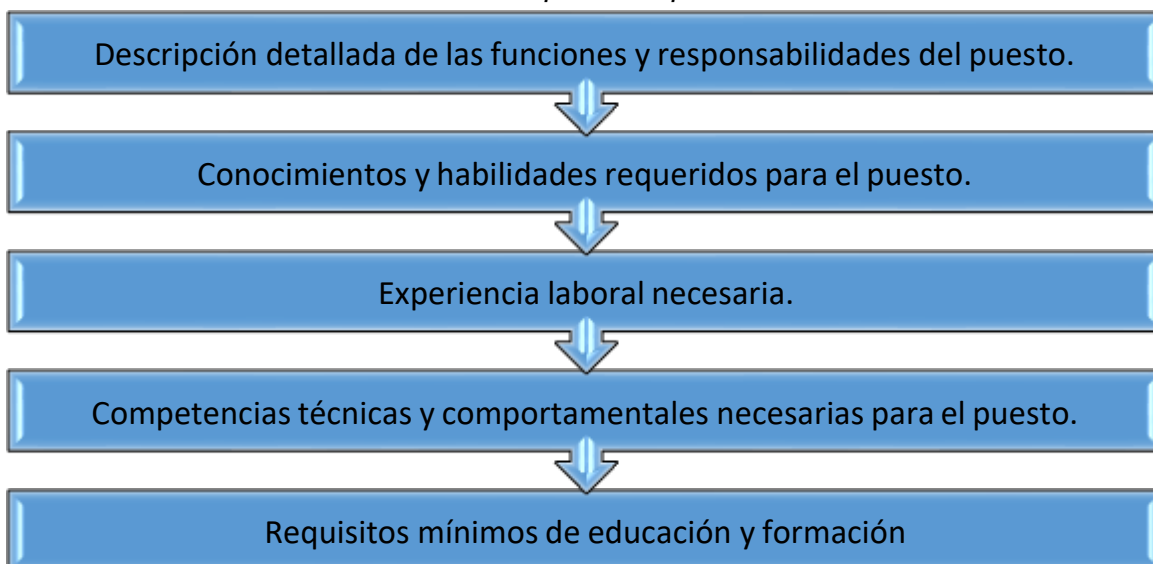 Descripción detallada de las funciones y responsabilidades del puesto.
Conocimientos y habilidades requeridos para el puesto.
Experiencia laboral necesaria.
Competencias técnicas y comportamentales necesarias para el puesto.
Requisitos mínimos de educación y formación